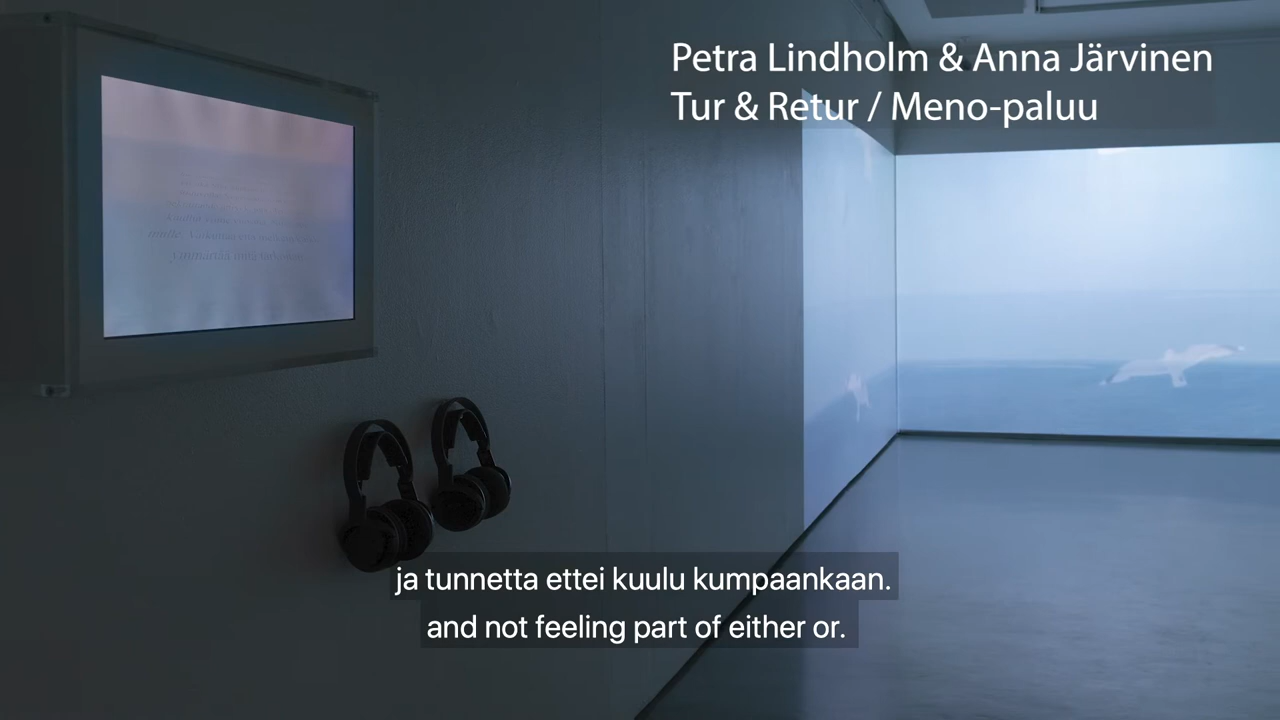 Petra Lindholm & Anna Järvinen
Tur & Retur / Meno-paluu
ja tunnetta ettei kuulu kumpaankaan.
and not feeling part of either or.